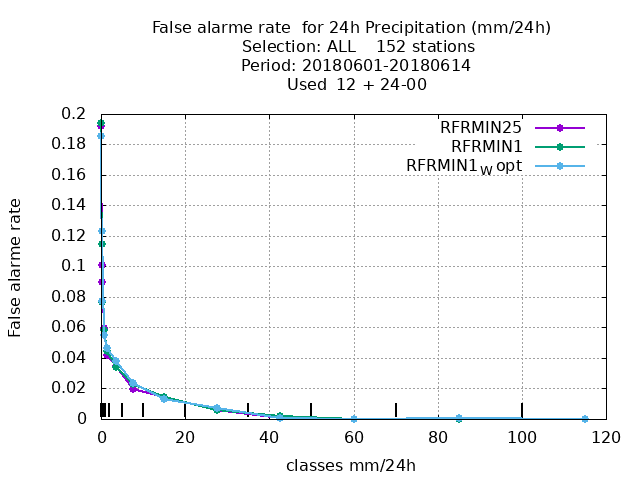 False alarme rate  for 24h Precipitation (mm/24h)
Selection: ALL    152 stations
Period: 20180601-20180614
Used  12 + 24-00
RFRMIN25
RFRMIN1
RFRMIN1W opt
False alarme rate
0.2
0.18
0.16
0.14
0.12
0.1
0.08
0.06
0.04
0.02
0
0 20 40 60 80 100 120
classes mm/24h